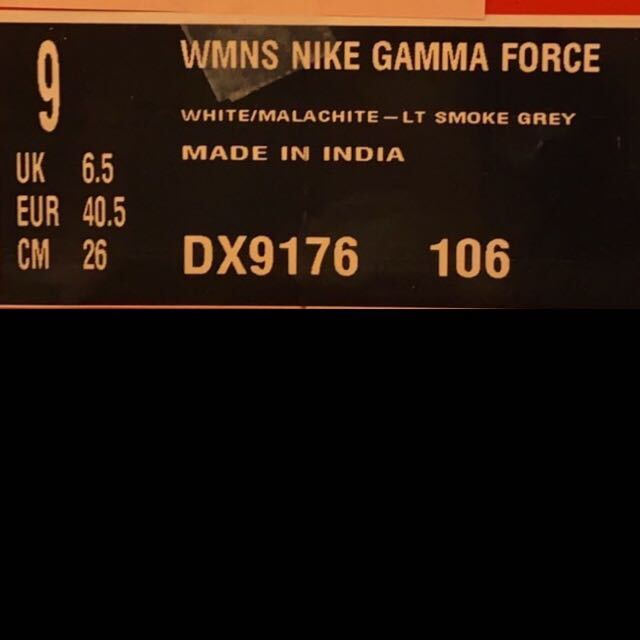 9
WMNS NIKE GAMMA FORCE
WHITE/MALACHITE-LT SMOKE GREY
MADE IN INDIA
UK 6.5
EUR 40.5
CM 26
DX9176 106